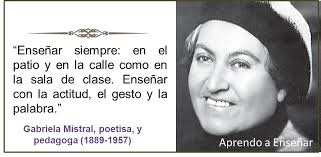 “Enseñar siempre: en el
patio y en la calle como en
la sala de clase. Enseñar
con la actitud, el gesto y la
palabra.”
Gabriela Mistral, poetisa, y
pedagoga (1889-1957)
Aprendo a Enseñar